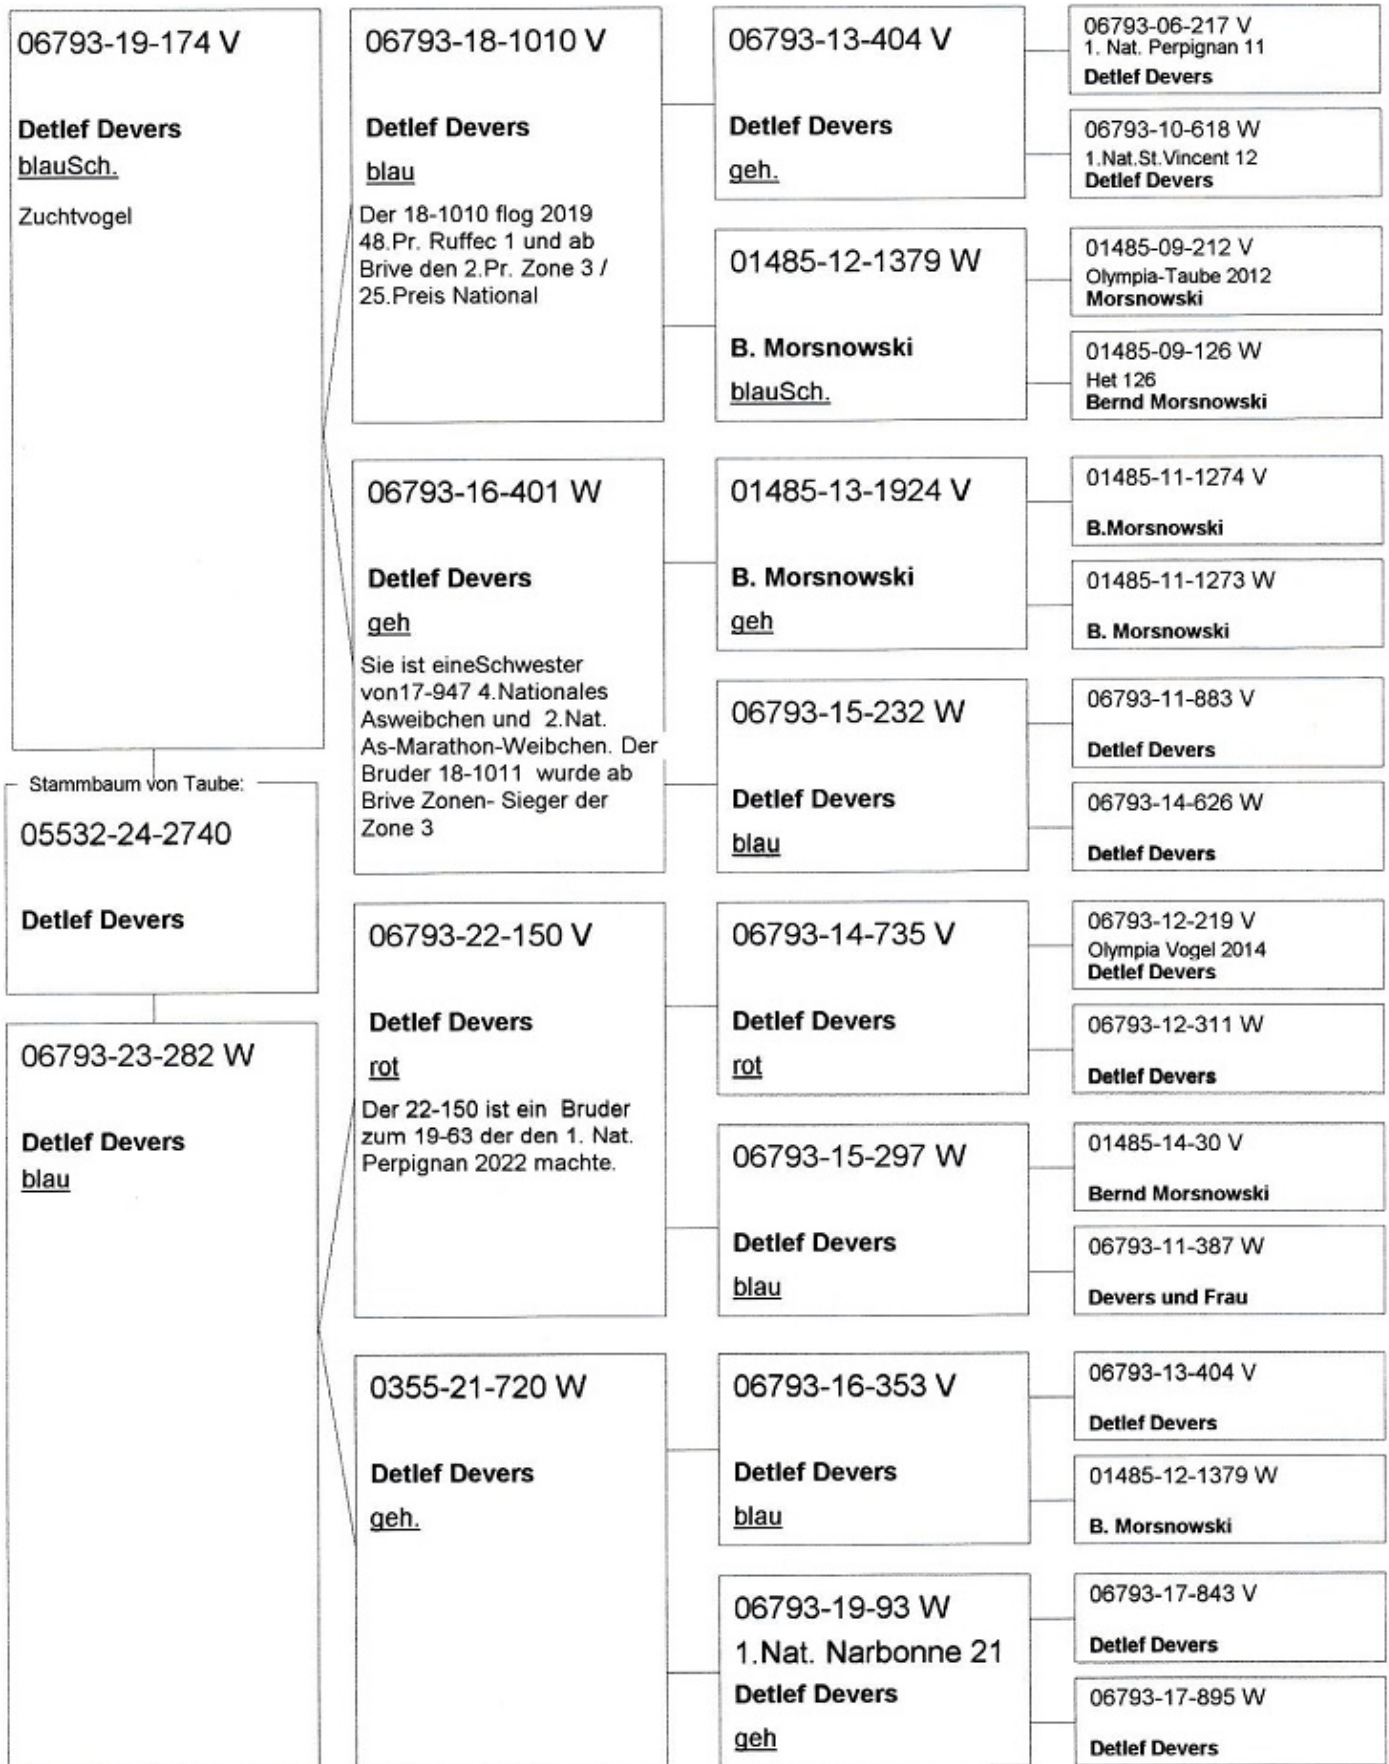 06793-19-174 V
Detlef Devers
blauSch.
Zuchtvogel
Stammbaum von Taube:
05532-24-2740
Detlef Devers
06793-23-282 W
Detlef Devers
blau
06793-18-1010 V
Detlef Devers
blau
Der 18-1010 flog 2019
48.Pr. Ruffec 1 und ab
Brive den 2.Pr. Zone 3 /
25.Preis National
06793-16-401 W
Detlef Devers
geh
Sie ist eineSchwester
von17-947 4.Nationales
Asweibchen und 2.Nat.
As-Marathon-Weibchen. Der
Bruder 18-1011 wurde ab
Brive Zonen- Sieger der
Zone 3
06793-22-150 V
Detlef Devers
rot
Der 22-150 ist ein Bruder
zum 19-63 der den 1. Nat.
Perpignan 2022 machte.
0355-21-720 W
Detlef Devers
geh.
06793-13-404 V
Detlef Devers
geh.
01485-12-1379 W
B. Morsnowski
blauSch.
01485-13-1924 V
B. Morsnowski
geh
06793-15-232 W
Detlef Devers
blau
06793-14-735 V
Detlef Devers
rot
06793-15-297 W
Detlef Devers
blau
06793-16-353 V
Detlef Devers
blau
06793-19-93 W
1.Nat. Narbonne 21
Detlef Devers
geh
06793-06-217 V
1. Nat. Perpignan 11
Detlef Devers
06793-10-618 W
1.Nat.St.Vincent 12
Detlef Devers
01485-09-212 V
Olympia-Taube 2012
Morsnowski
01485-09-126 W
Het 126
Bernd Morsnowski
01485-11-1274 V
B.Morsnowski
01485-11-1273 W
B. Morsnowski
06793-11-883 V
Detlef Devers
06793-14-626 W
Detlef Devers
06793-12-219 V
Olympia Vogel 2014
Detlef Devers
06793-12-311 W
Detlef Devers
01485-14-30 V
Bernd Morsnowski
06793-11-387 W
Devers und Frau
06793-13-404 V
Detlef Devers
01485-12-1379 W
B. Morsnowski
06793-17-843 V
Detlef Devers
06793-17-895 W
Detlef Devers